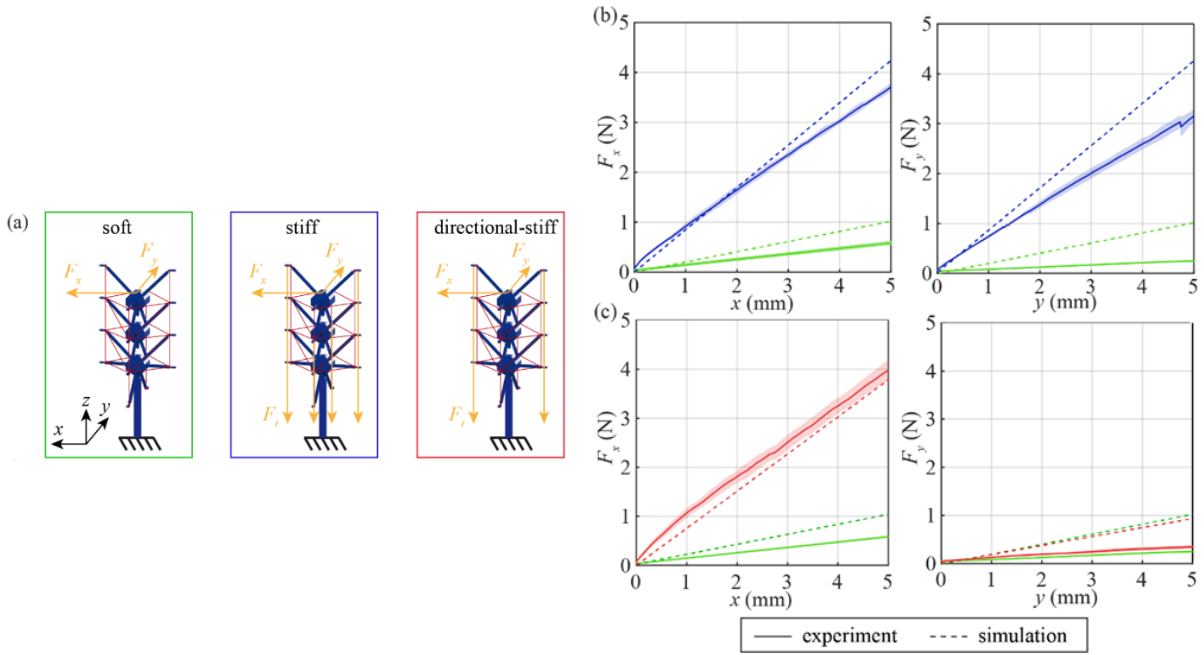 (a)
soft
stiff
directional-stiff
F_x
F_y
F_x
F_y
F_x
F_y
F_t
F_t
z
y
x
(b)
5
4
3
2
1
0
F_x (N)
0 1 2 3 4 5
x (mm)
5
4
3
2
1
0
F_y (N)
0 1 2 3 4 5
y (mm)
(c)
5
4
3
2
1
0
F_x (N)
0 1 2 3 4 5
x (mm)
5
4
3
2
1
0
F_y (N)
0 1 2 3 4 5
y (mm)
experiment
simulation